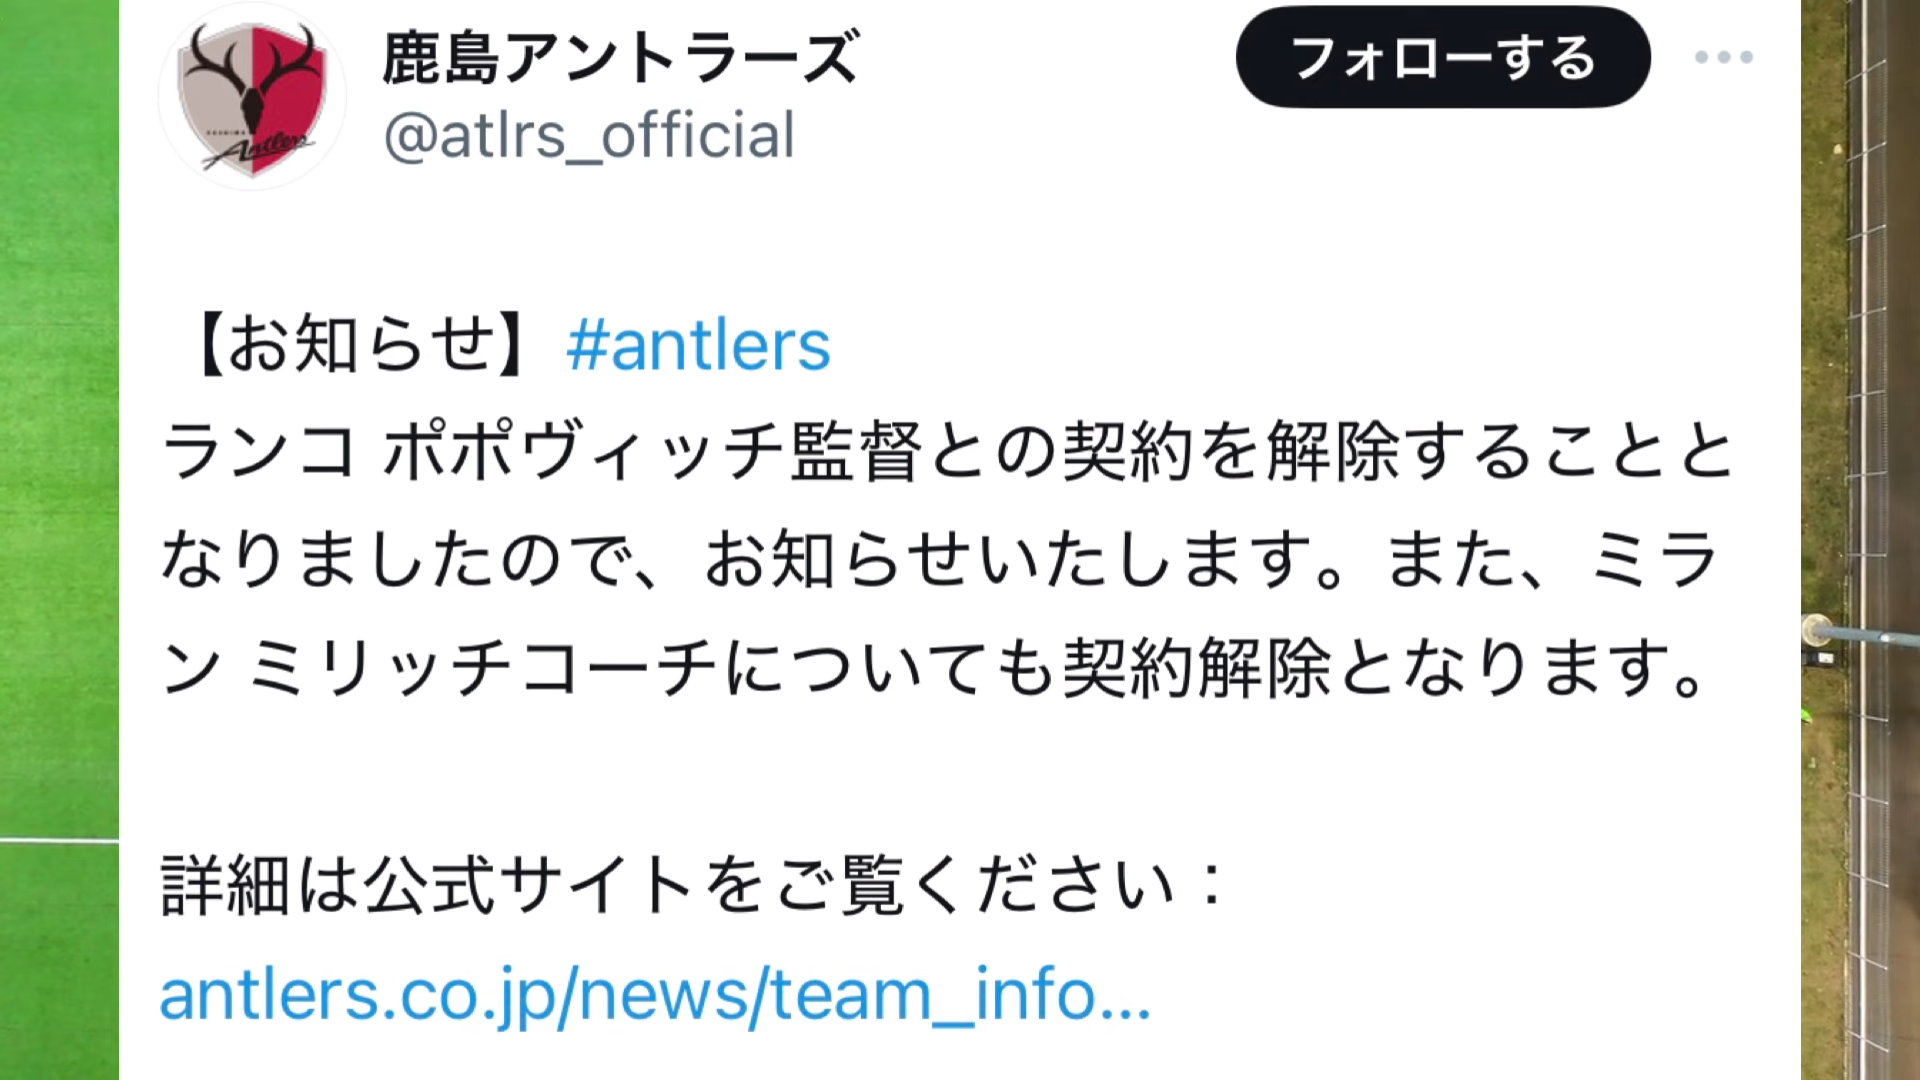 鹿島アントラーズ
フォローする
@atlrs_official
Antlers
【お知らせ】 #antlers
ランコ ポポヴィッチ監督との契約を解除することと
なりましたので、お知らせいたします。また、ミラ
ン ミリッチコーチについても契約解除となります。
詳細は公式サイトをご覧ください：
antlers.co.jp/news/team_info...